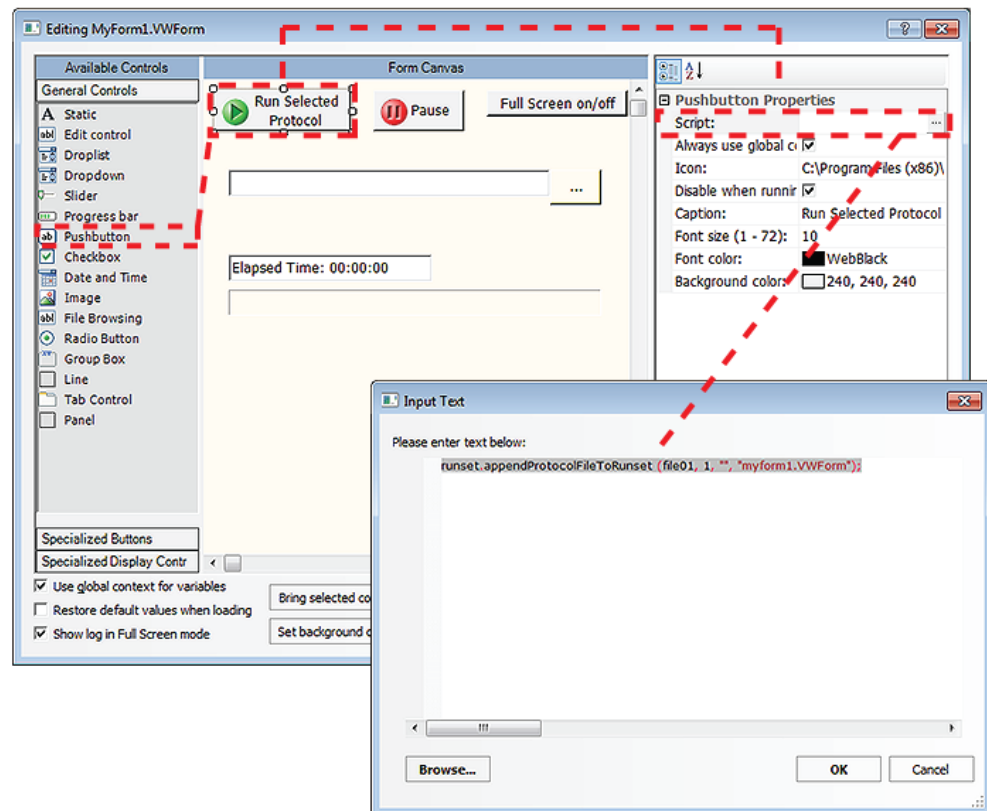 Editing MyForm1.VWForm
Available Controls
Form Canvas
General Controls
Static
Edit control
Droplist
Dropdown
Slider
Progress bar
Pushbutton
Checkbox
Date and Time
Image
File Browsing
Radio Button
Group Box
Line
Tab Control
Panel
Specialized Buttons
Specialized Display Contr
Run Selected
Protocol
Pause
Full Screen on/off
...
Elapsed Time: 00:00:00
Pushbutton Properties
Script: ...
Always use global c
Icon: C:\Program Files (x86)\
Disable when runnir
Caption: Run Selected Protocol
Font size (1 - 72): 10
Font color: WebBlack
Background color: 240, 240, 240
Use global context for variables
Restore default values when loading
Show log in Full Screen mode
Bring selected co
Set background c
Input Text
Please enter text below:
runset.appendProtocolFileToRunset (file01, 1, "", "myform1.VWForm");
Browse...
OK
Cancel